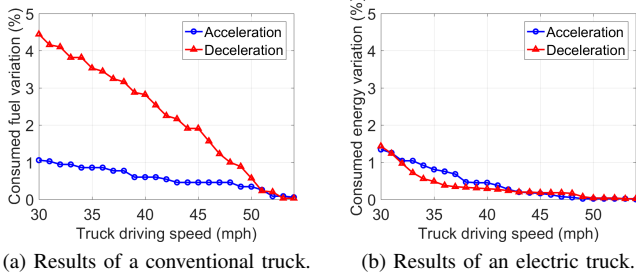 5
4
3
2
1
0
30 35 40 45 50
Consumed fuel variation (%)
Truck driving speed (mph)
Acceleration
Deceleration
(a) Results of a conventional truck.
5
4
3
2
1
0
30 35 40 45 50
Consumed energy variation (%)
Truck driving speed (mph)
Acceleration
Deceleration
(b) Results of an electric truck.